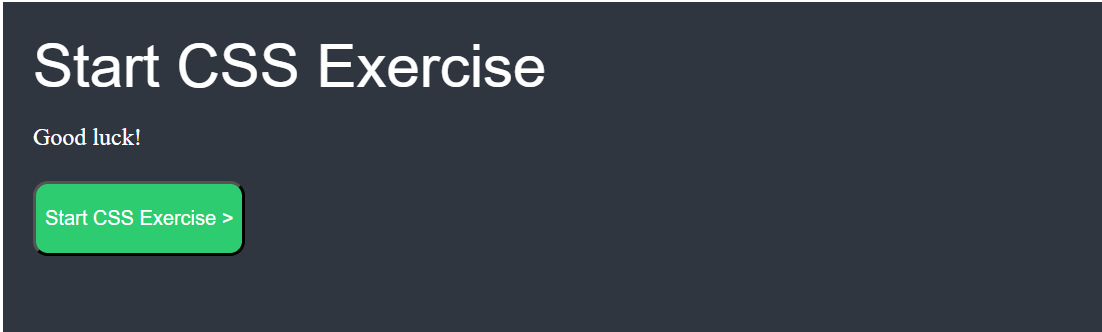 Start CSS Exercise
Good luck!
Start CSS Exercise >